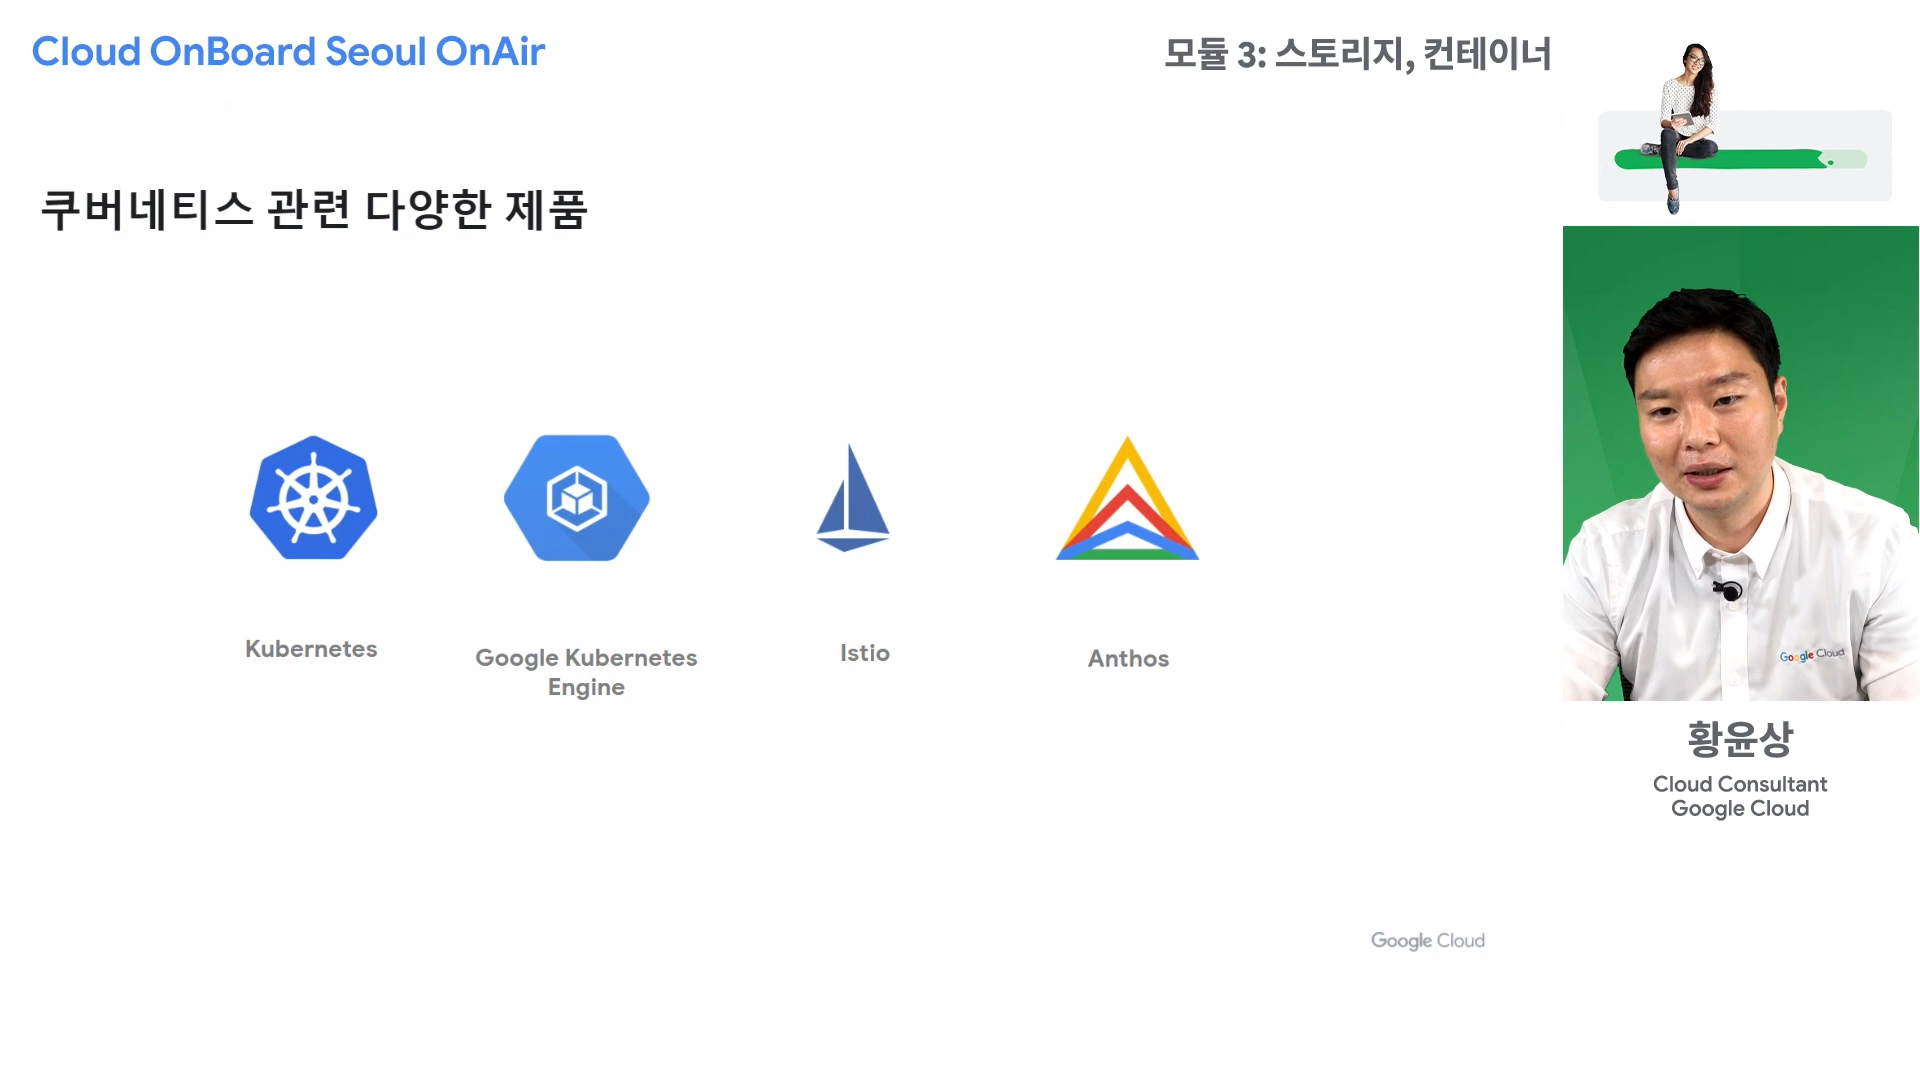 Cloud OnBoard Seoul OnAir
모듈 3: 스토리지, 컨테이너
쿠버네티스 관련 다양한 제품
Kubernetes
Google Kubernetes
Engine
Istio
Anthos
Google Cloud
Google Cloud
황윤상
Cloud Consultant
Google Cloud